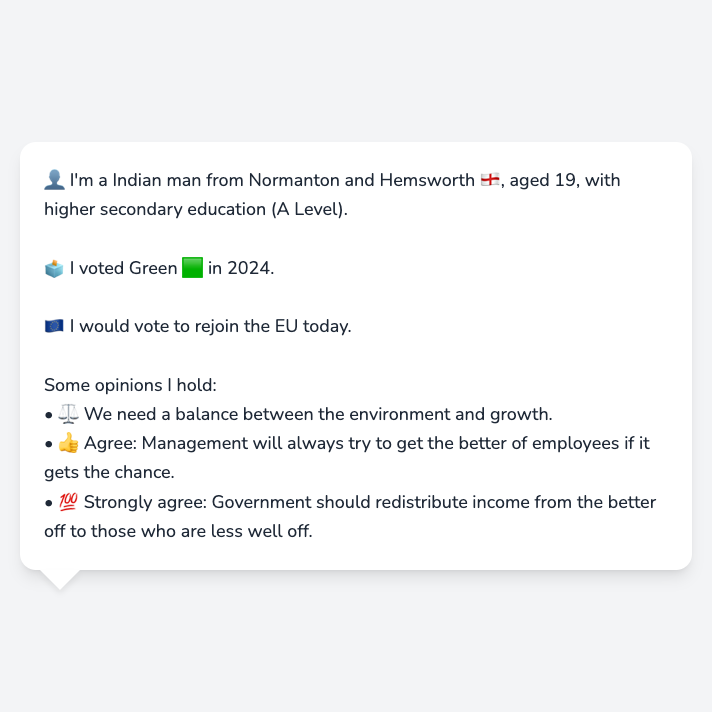 👤 I'm a Indian man from Normanton and Hemsworth 🏴󠁧󠁢󠁥󠁮󠁧󠁿, aged 19, with
higher secondary education (A Level).
🗳️ I voted Green 🟩 in 2024.
🇪🇺 I would vote to rejoin the EU today.
Some opinions I hold:
• ⚖️ We need a balance between the environment and growth.
• 👍 Agree: Management will always try to get the better of employees if it
gets the chance.
• 💯 Strongly agree: Government should redistribute income from the better
off to those who are less well off.